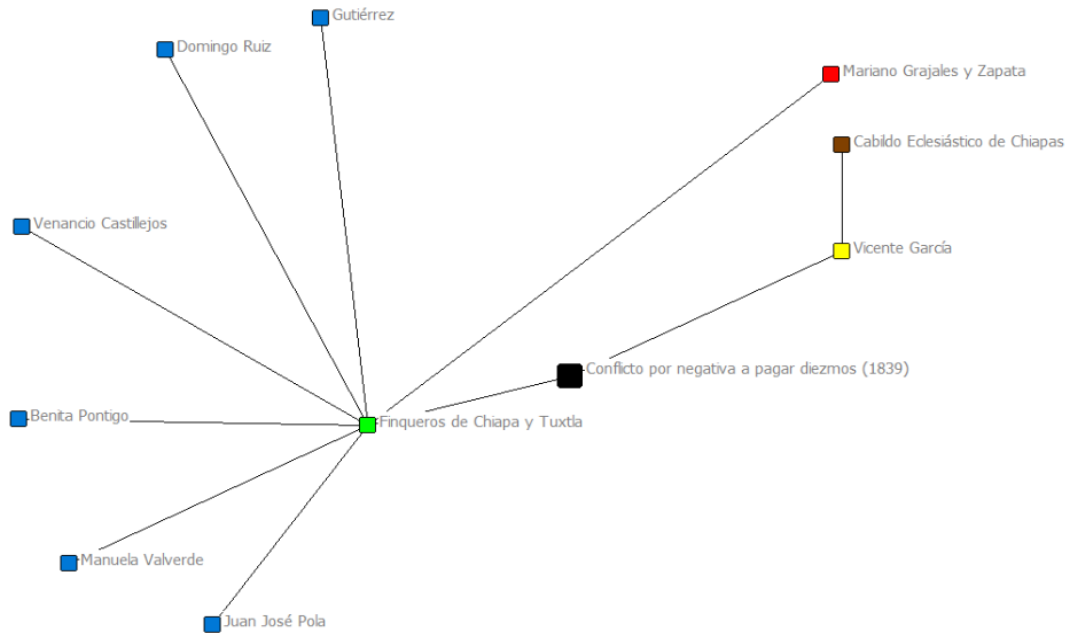 Gutiérrez
Domingo Ruiz
Mariano Grajales y Zapata
Cabildo Eclesiástico de Chiapas
Venancio Castillejos
Vicente García
Conflicto por negativa a pagar diezmos (1839)
Benita Pontigo
Finqueros de Chiapa y Tuxtla
Manuela Valverde
Juan José Pola